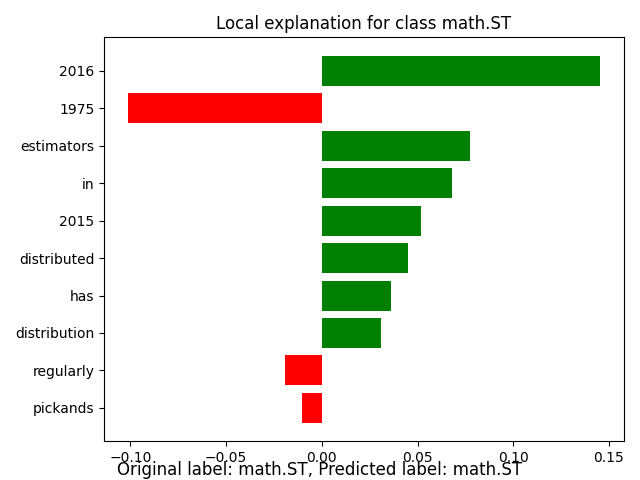 Local explanation for class math.ST
2016
1975
estimators
in
2015
distributed
has
distribution
regularly
pickands
−0.10 −0.05 0.00 0.05 0.10 0.15
Original label: math.ST, Predicted label: math.ST